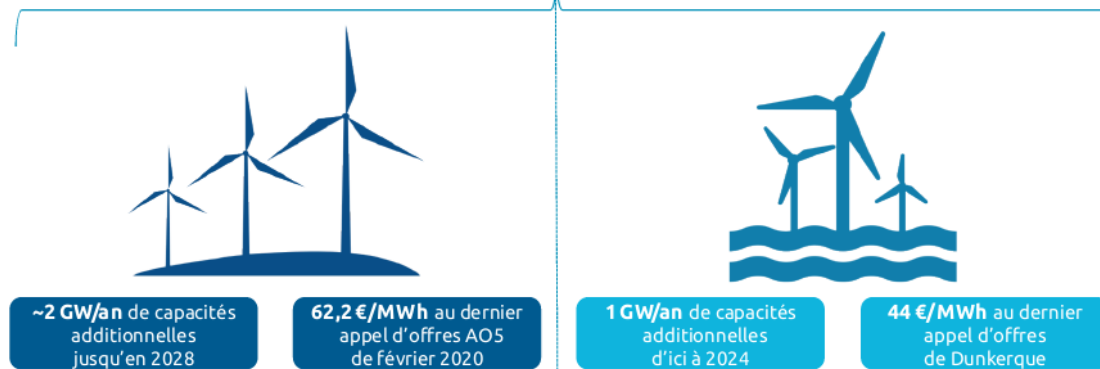 ~2 GW/an de capacités
additionnelles
jusqu'en 2028
62,2 €/MWh au dernier
appel d'offres AO5
de février 2020
1 GW/an de capacités
additionnelles
d'ici à 2024
44 €/MWh au dernier
appel d'offres
de Dunkerque